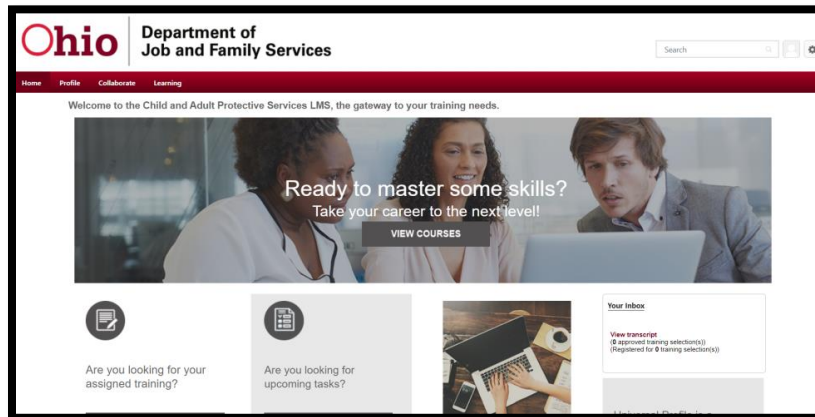 Ohio
Department of
Job and Family Services
Search
Home Profile Collaborate Learning
Welcome to the Child and Adult Protective Services LMS, the gateway to your training needs.
Ready to master some skills?
Take your career to the next level!
VIEW COURSES
Are you looking for your
assigned training?
Are you looking for
upcoming tasks?
Your Inbox
View transcript
(0 approved training selection(s))
(Registered for 0 training selection(s))
Universal Profile is a